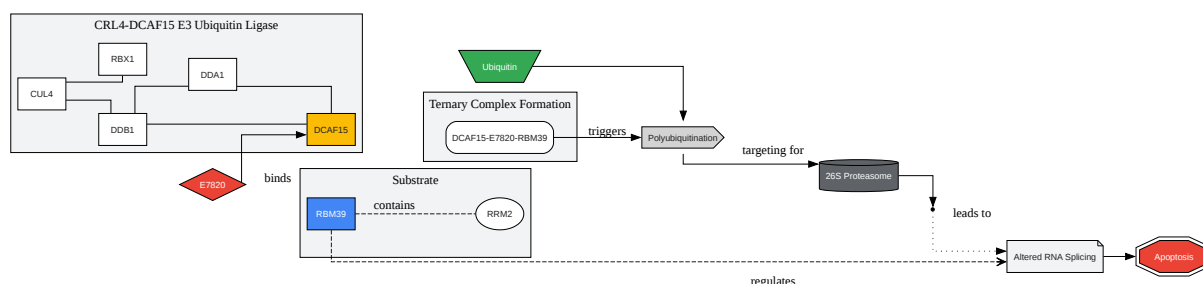 CRL4-DCAF15 E3 Ubiquitin Ligase
RBX1
DDA1
CUL4
DDB1
DCAF15
E7820
binds
Ubiquitin
Ternary Complex Formation
DCAF15-E7820-RBM39
triggers
Polyubiquitination
targeting for
26S Proteasome
Substrate
RBM39
contains
RRM2
leads to
Altered RNA Splicing
Apoptosis
regulates